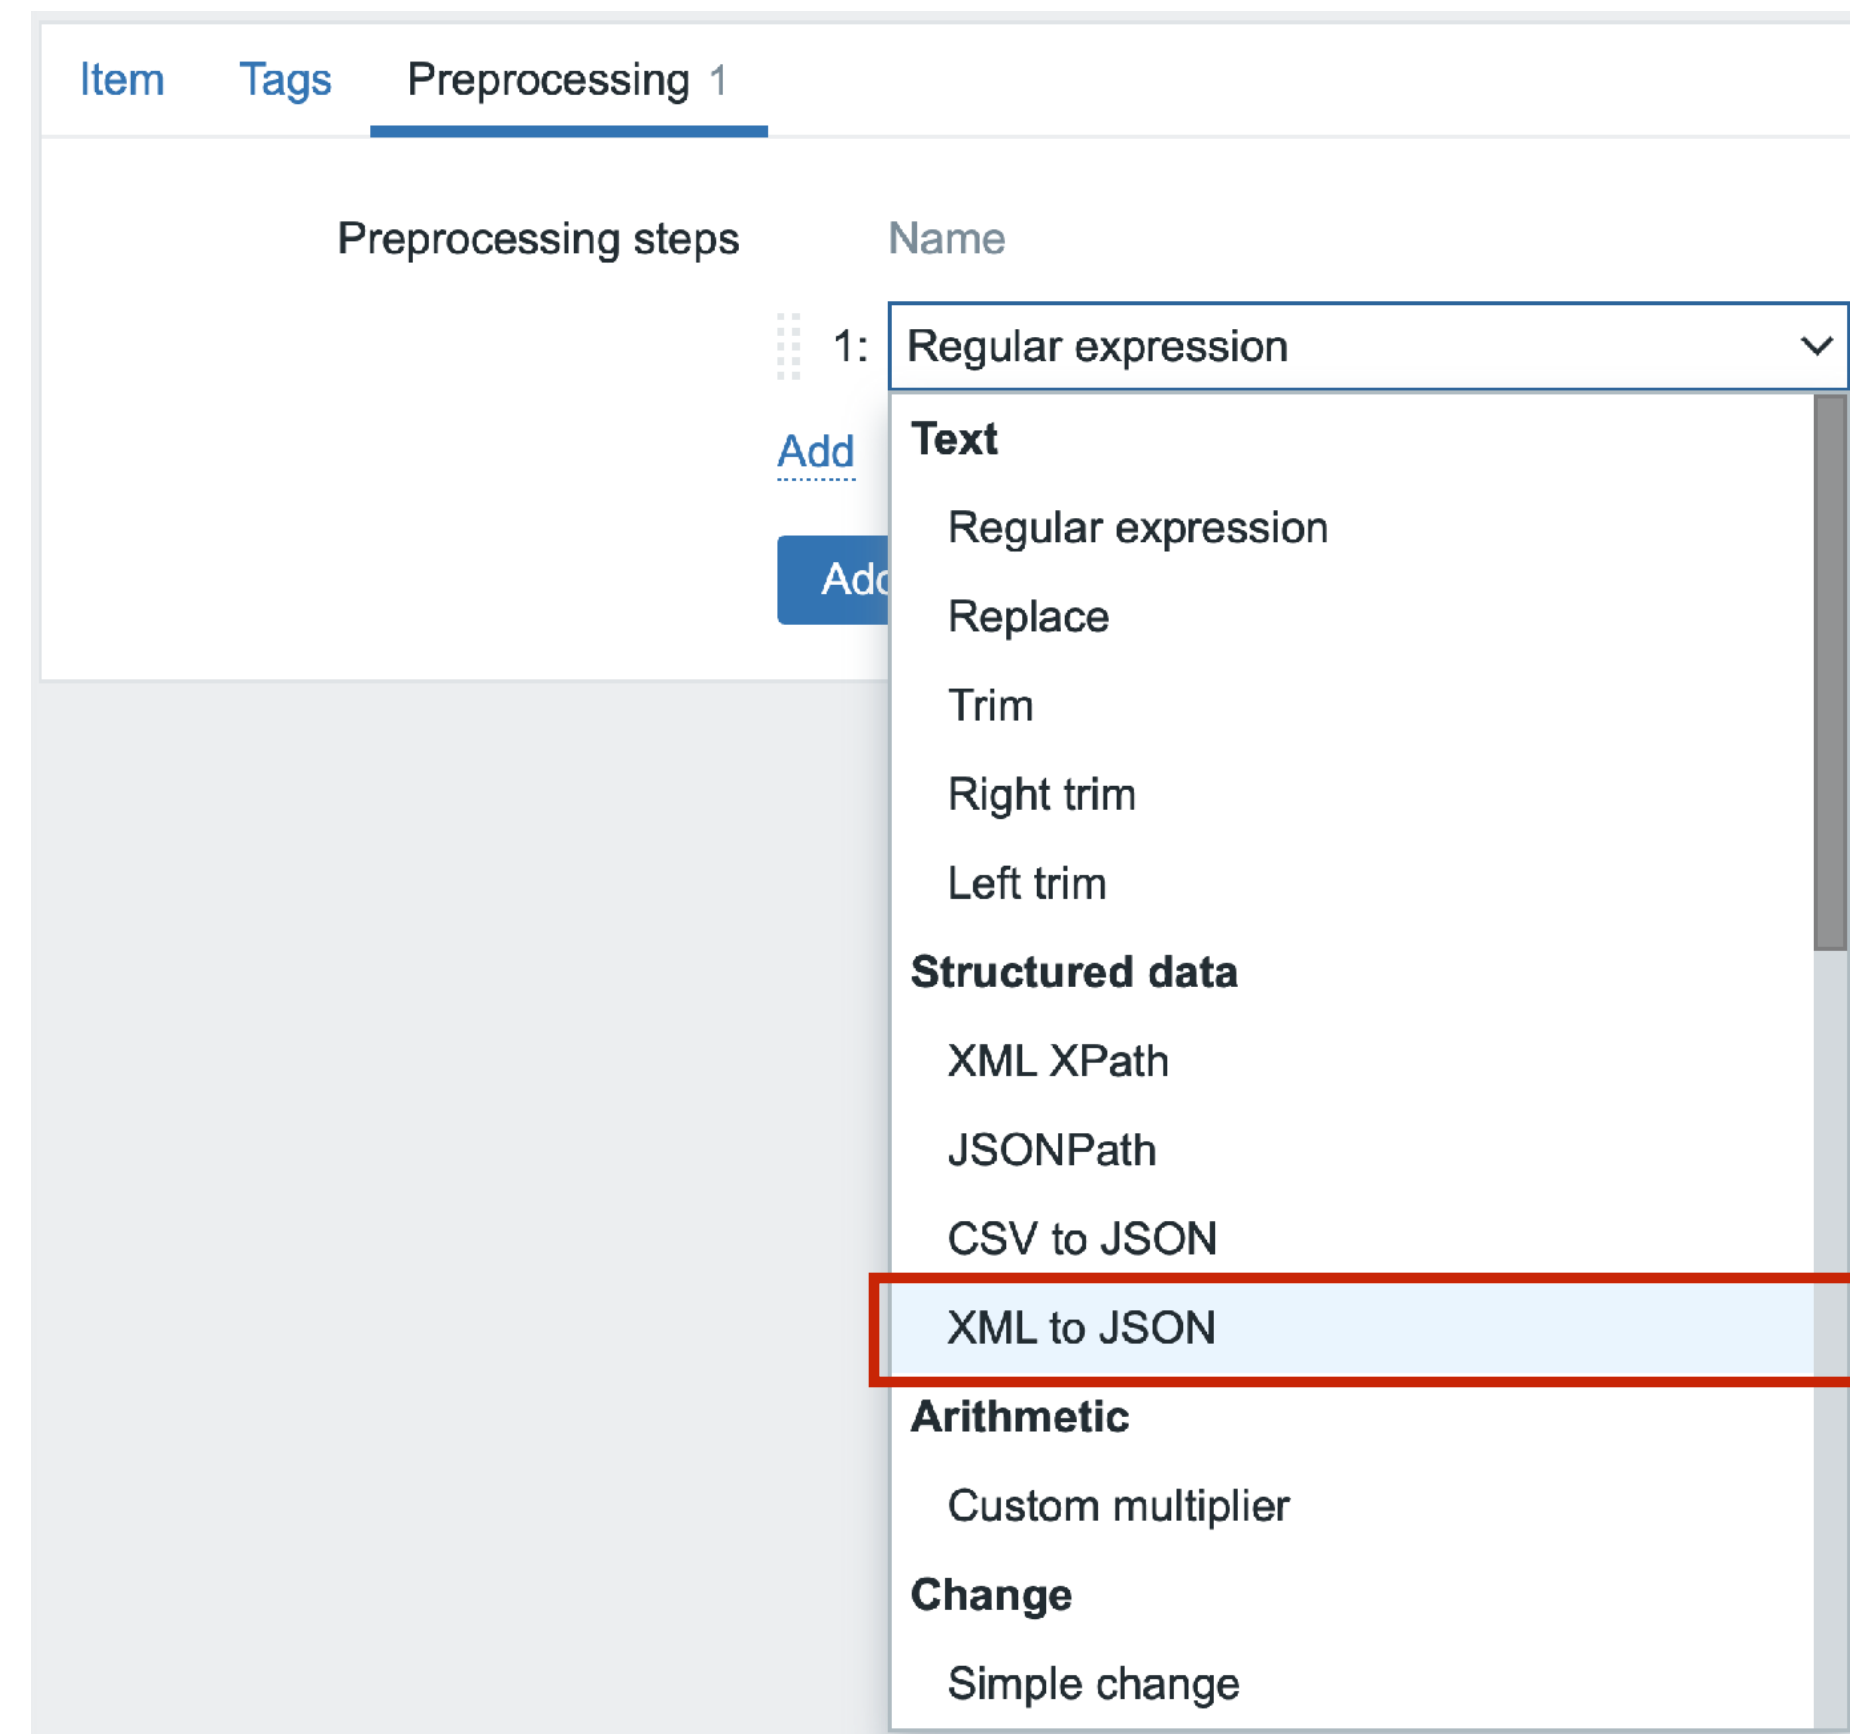 Item Tags Preprocessing 1
Preprocessing steps Name
1: Regular expression
Add
Text
Regular expression
Replace
Trim
Right trim
Left trim
Structured data
XML XPath
JSONPath
CSV to JSON
XML to JSON
Arithmetic
Custom multiplier
Change
Simple change